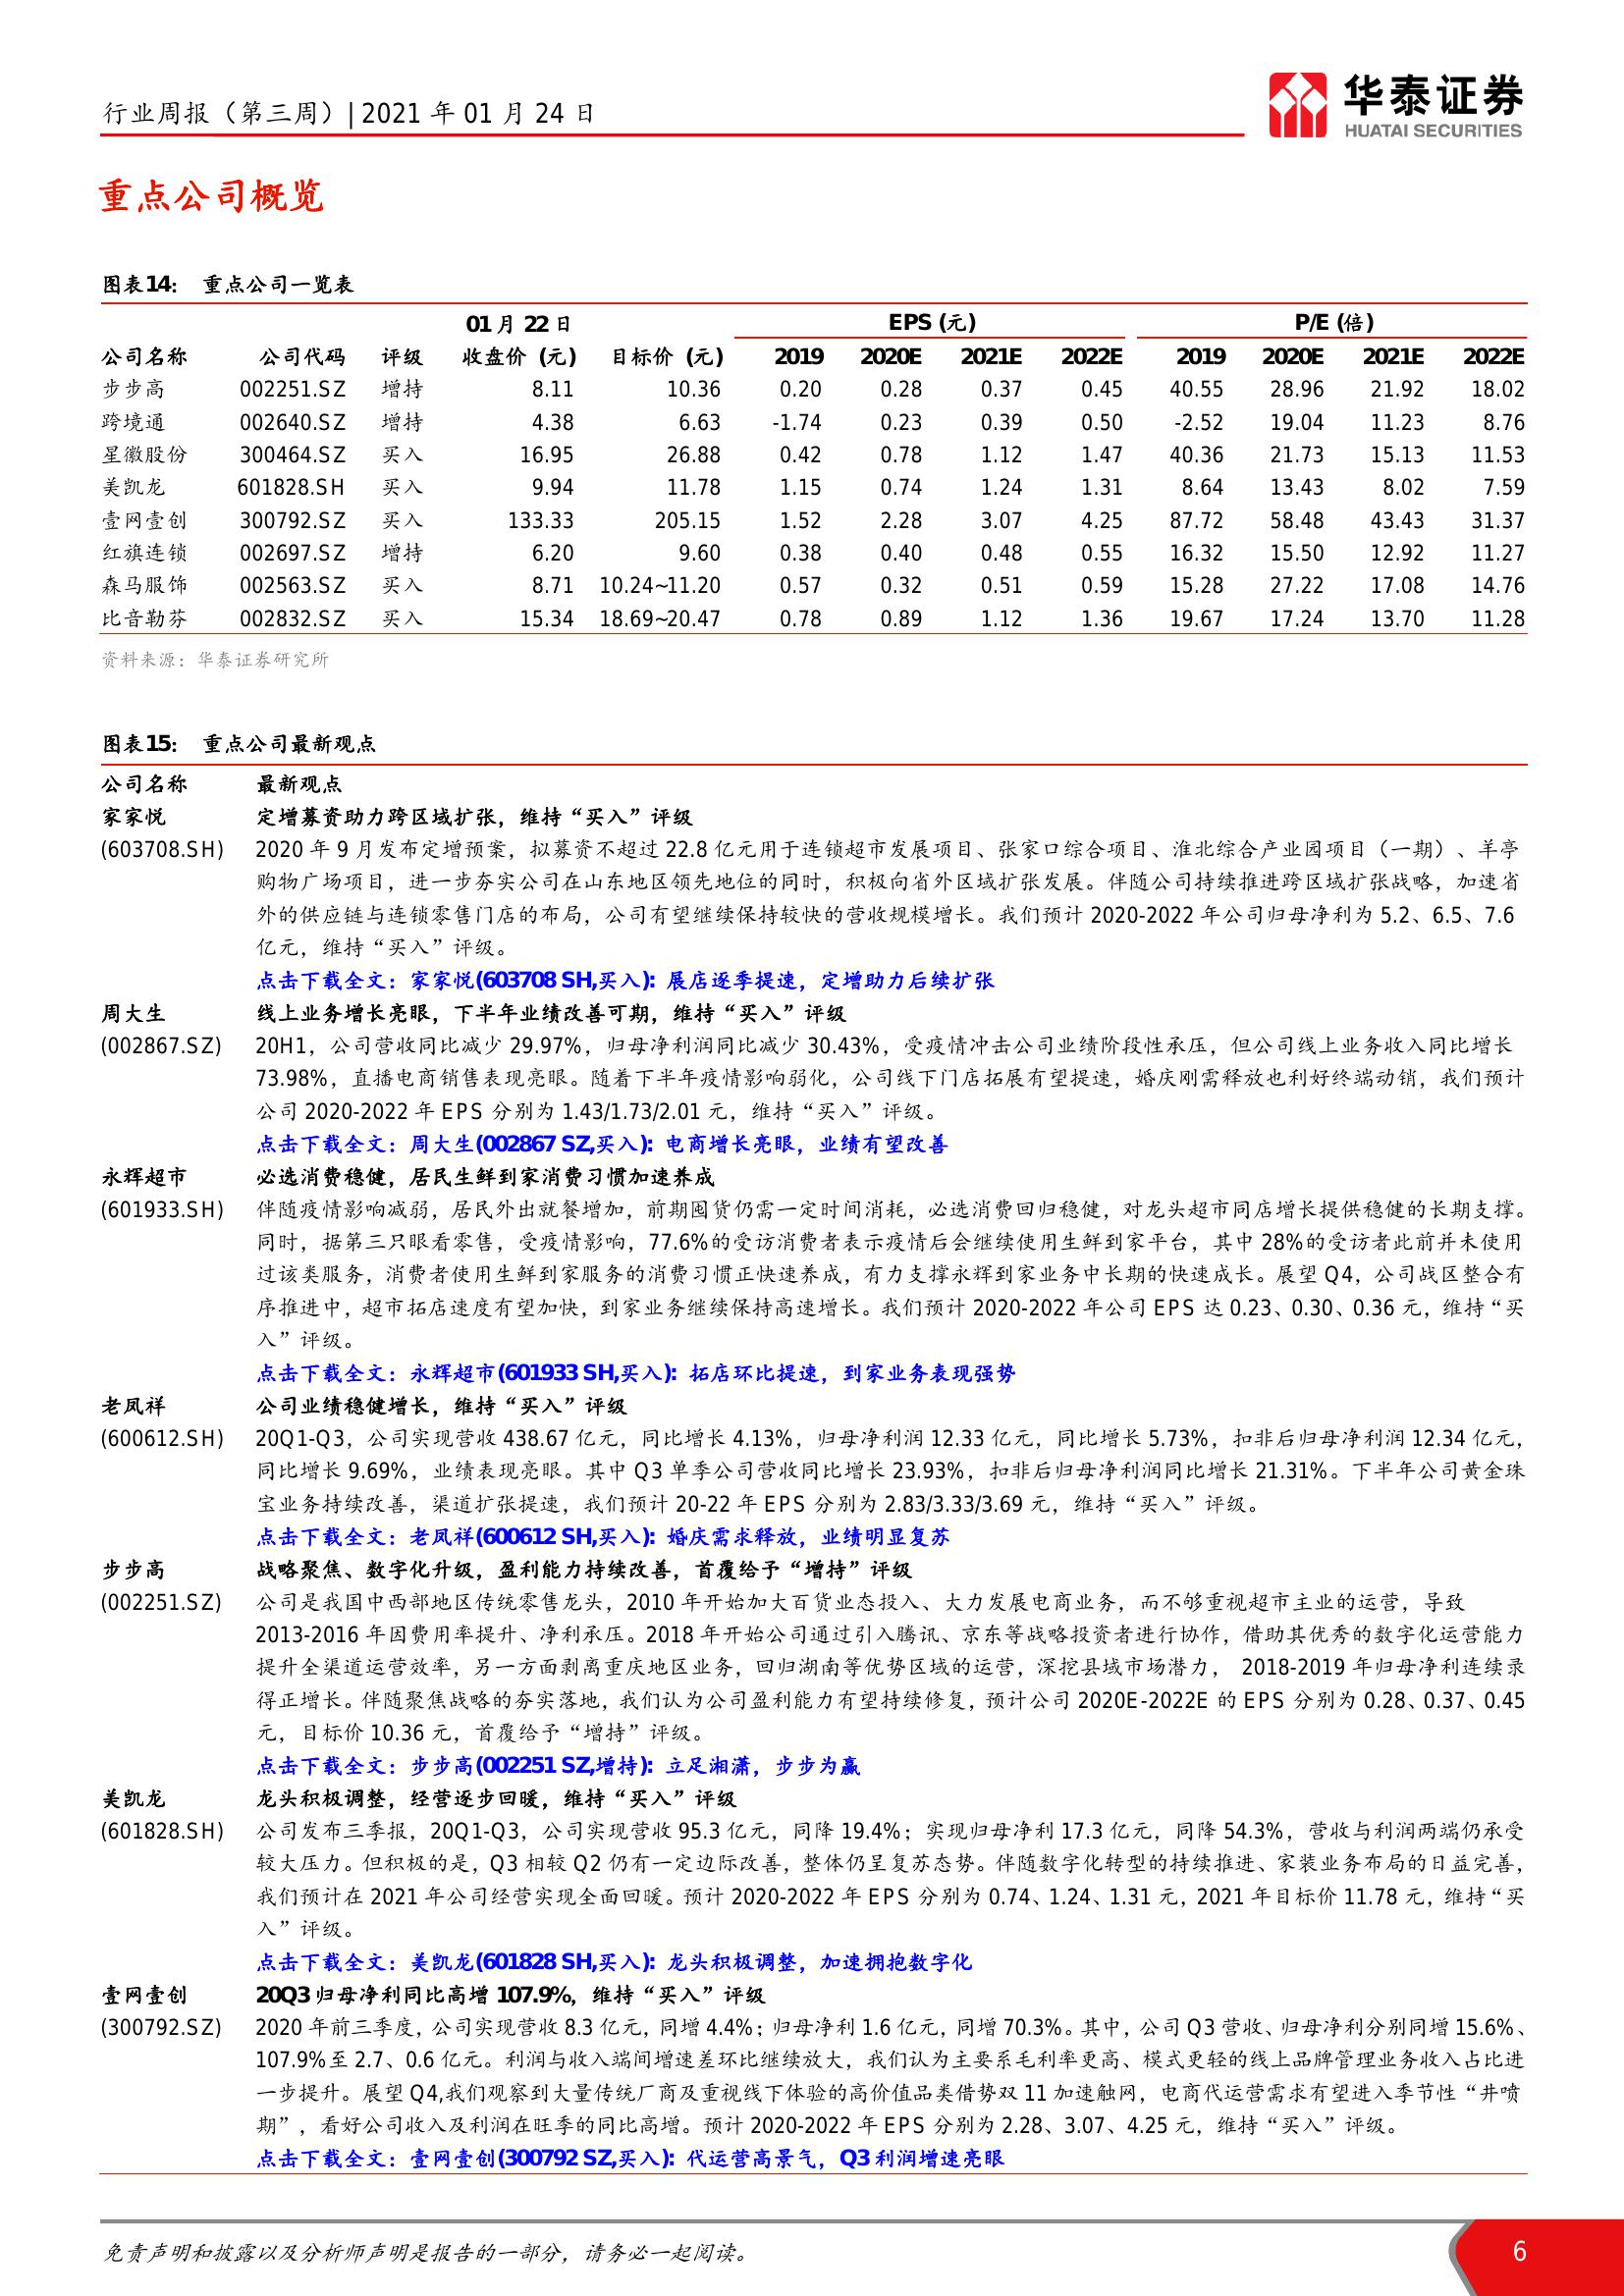 行业周报（第三周）| 2021 年 01 月 24 日
华泰证券
HUATAI SECURITIES
重点公司概览
图表14： 重点公司一览表
01 月 22 日 EPS (元) P/E (倍)
公司名称 公司代码 评级 收盘价 (元) 目标价 (元) 2019 2020E 2021E 2022E 2019 2020E 2021E 2022E
步步高 002251.SZ 增持 8.11 10.36 0.20 0.28 0.37 0.45 40.55 28.96 21.92 18.02
跨境通 002640.SZ 增持 4.38 6.63 -1.74 0.23 0.39 0.50 -2.52 19.04 11.23 8.76
星徽股份 300464.SZ 买入 16.95 26.88 0.42 0.78 1.12 1.47 40.36 21.73 15.13 11.53
美凯龙 601828.SH 买入 9.94 11.78 1.15 0.74 1.24 1.31 8.64 13.43 8.02 7.59
壹网壹创 300792.SZ 买入 133.33 205.15 1.52 2.28 3.07 4.25 87.72 58.48 43.43 31.37
红旗连锁 002697.SZ 增持 6.20 9.60 0.38 0.40 0.48 0.55 16.32 15.50 12.92 11.27
森马服饰 002563.SZ 买入 8.71 10.24~11.20 0.57 0.32 0.51 0.59 15.28 27.22 17.08 14.76
比音勒芬 002832.SZ 买入 15.34 18.69~20.47 0.78 0.89 1.12 1.36 19.67 17.24 13.70 11.28
资料来源：华泰证券研究所
图表15： 重点公司最新观点
公司名称 最新观点
家家悦 定增募资助力跨区域扩张，维持“买入”评级
(603708.SH) 2020 年 9 月发布定增预案，拟募资不超过 22.8 亿元用于连锁超市发展项目、张家口综合项目、淮北综合产业园项目（一期）、羊亭
购物广场项目，进一步夯实公司在山东地区领先地位的同时，积极向省外区域扩张发展。伴随公司持续推进跨区域扩张战略，加速省
外的供应链与连锁零售门店的布局，公司有望继续保持较快的营收规模增长。我们预计 2020-2022 年公司归母净利为 5.2、6.5、7.6
亿元，维持“买入”评级。
点击下载全文：家家悦(603708 SH,买入): 展店逐季提速，定增助力后续扩张
周大生 线上业务增长亮眼，下半年业绩改善可期，维持“买入”评级
(002867.SZ) 20H1，公司营收同比减少 29.97%，归母净利润同比减少 30.43%，受疫情冲击公司业绩阶段性承压，但公司线上业务收入同比增长
73.98%，直播电商销售表现亮眼。随着下半年疫情影响弱化，公司线下门店拓展有望提速，婚庆刚需释放也利好终端动销，我们预计
公司 2020-2022 年 EPS 分别为 1.43/1.73/2.01 元，维持“买入”评级。
点击下载全文：周大生(002867 SZ,买入): 电商增长亮眼，业绩有望改善
永辉超市 必选消费稳健，居民生鲜到家消费习惯加速养成
(601933.SH) 伴随疫情影响减弱，居民外出就餐增加，前期囤货仍需一定时间消耗，必选消费回归稳健，对龙头超市同店增长提供稳健的长期支撑。
同时，据第三只眼看零售，受疫情影响，77.6%的受访消费者表示疫情后会继续使用生鲜到家平台，其中 28%的受访者此前并未使用
过该类服务，消费者使用生鲜到家服务的消费习惯正快速养成，有力支撑永辉到家业务中长期的快速成长。展望 Q4，公司战区整合有
序推进中，超市拓店速度有望加快，到家业务继续保持高速增长。我们预计 2020-2022 年公司 EPS 达 0.23、0.30、0.36 元，维持“买
入”评级。
点击下载全文：永辉超市(601933 SH,买入): 拓店环比提速，到家业务表现强势
老凤祥 公司业绩稳健增长，维持“买入”评级
(600612.SH) 20Q1-Q3，公司实现营收 438.67 亿元，同比增长 4.13%，归母净利润 12.33 亿元，同比增长 5.73%，扣非后归母净利润 12.34 亿元，
同比增长 9.69%，业绩表现亮眼。其中 Q3 单季公司营收同比增长 23.93%，扣非后归母净利润同比增长 21.31%。下半年公司黄金珠
宝业务持续改善，渠道扩张提速，我们预计 20-22 年 EPS 分别为 2.83/3.33/3.69 元，维持“买入”评级。
点击下载全文：老凤祥(600612 SH,买入): 婚庆需求释放，业绩明显复苏
步步高 战略聚焦、数字化升级，盈利能力持续改善，首覆给予“增持”评级
(002251.SZ) 公司是我国中西部地区传统零售龙头，2010 年开始加大百货业态投入、大力发展电商业务，而不够重视超市主业的运营，导致
2013-2016 年因费用率提升、净利承压。2018 年开始公司通过引入腾讯、京东等战略投资者进行协作，借助其优秀的数字化运营能力
提升全渠道运营效率，另一方面剥离重庆地区业务，回归湖南等优势区域的运营，深挖县域市场潜力， 2018-2019 年归母净利连续录
得正增长。伴随聚焦战略的夯实落地，我们认为公司盈利能力有望持续修复，预计公司 2020E-2022E 的 EPS 分别为 0.28、0.37、0.45
元，目标价 10.36 元，首覆给予“增持”评级。
点击下载全文：步步高(002251 SZ,增持): 立足湘潇，步步为赢
美凯龙 龙头积极调整，经营逐步回暖，维持“买入”评级
(601828.SH) 公司发布三季报，20Q1-Q3，公司实现营收 95.3 亿元，同降 19.4%；实现归母净利 17.3 亿元，同降 54.3%，营收与利润两端仍承受
较大压力。但积极的是，Q3 相较 Q2 仍有一定边际改善，整体仍呈复苏态势。伴随数字化转型的持续推进、家装业务布局的日益完善，
我们预计在 2021 年公司经营实现全面回暖。预计 2020-2022 年 EPS 分别为 0.74、1.24、1.31 元，2021 年目标价 11.78 元，维持“买
入”评级。
点击下载全文：美凯龙(601828 SH,买入): 龙头积极调整，加速拥抱数字化
壹网壹创 20Q3 归母净利同比高增 107.9%，维持“买入”评级
(300792.SZ) 2020 年前三季度，公司实现营收 8.3 亿元，同增 4.4%；归母净利 1.6 亿元，同增 70.3%。其中，公司 Q3 营收、归母净利分别同增 15.6%、
107.9%至 2.7、0.6 亿元。利润与收入端间增速差环比继续放大，我们认为主要系毛利率更高、模式更轻的线上品牌管理业务收入占比进
一步提升。展望 Q4,我们观察到大量传统厂商及重视线下体验的高价值品类借势双 11 加速触网，电商代运营需求有望进入季节性“井喷
期”，看好公司收入及利润在旺季的同比高增。预计 2020-2022 年 EPS 分别为 2.28、3.07、4.25 元，维持“买入”评级。
点击下载全文：壹网壹创(300792 SZ,买入): 代运营高景气，Q3 利润增速亮眼
免责声明和披露以及分析师声明是报告的一部分，请务必一起阅读。
6